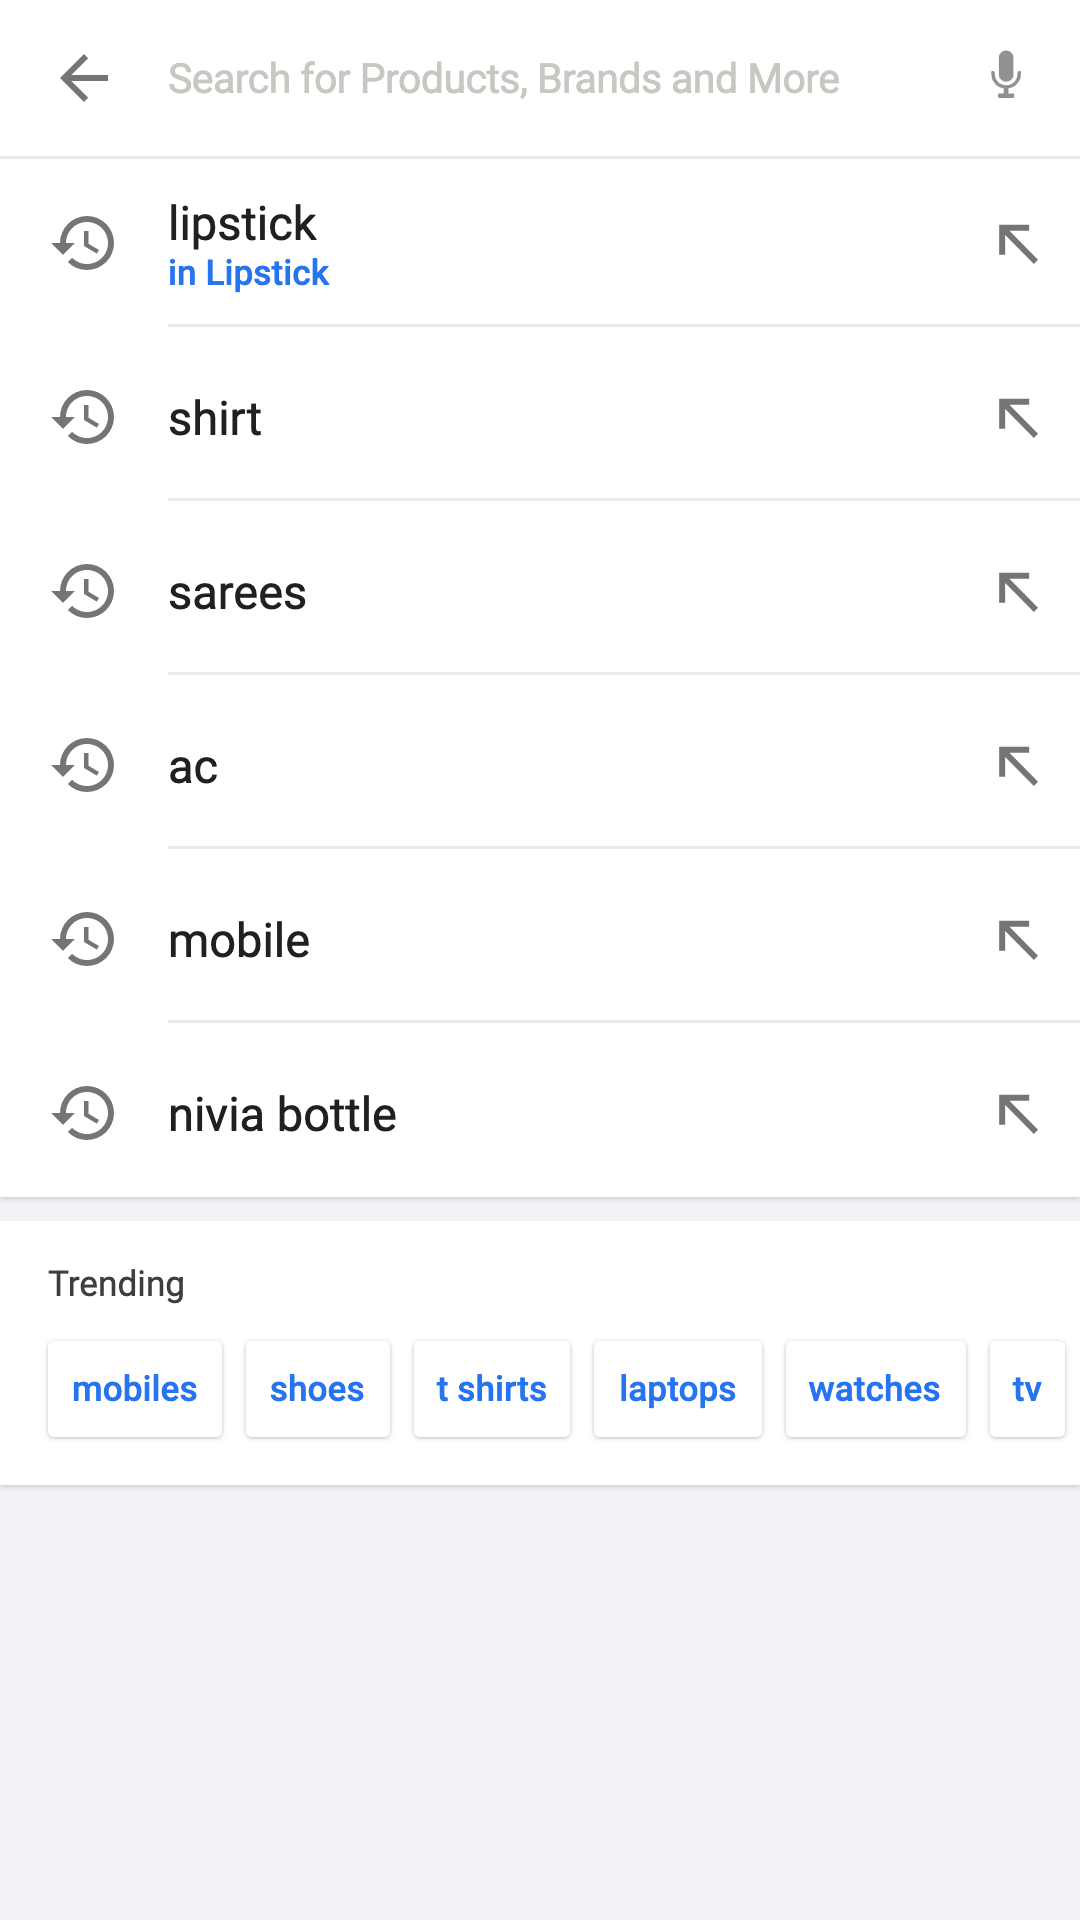 Search for Products, Brands and More
lipstick
in Lipstick
shirt
sarees
ac
mobile
nivia bottle
Trending
mobiles shoes t shirts laptops watches tv